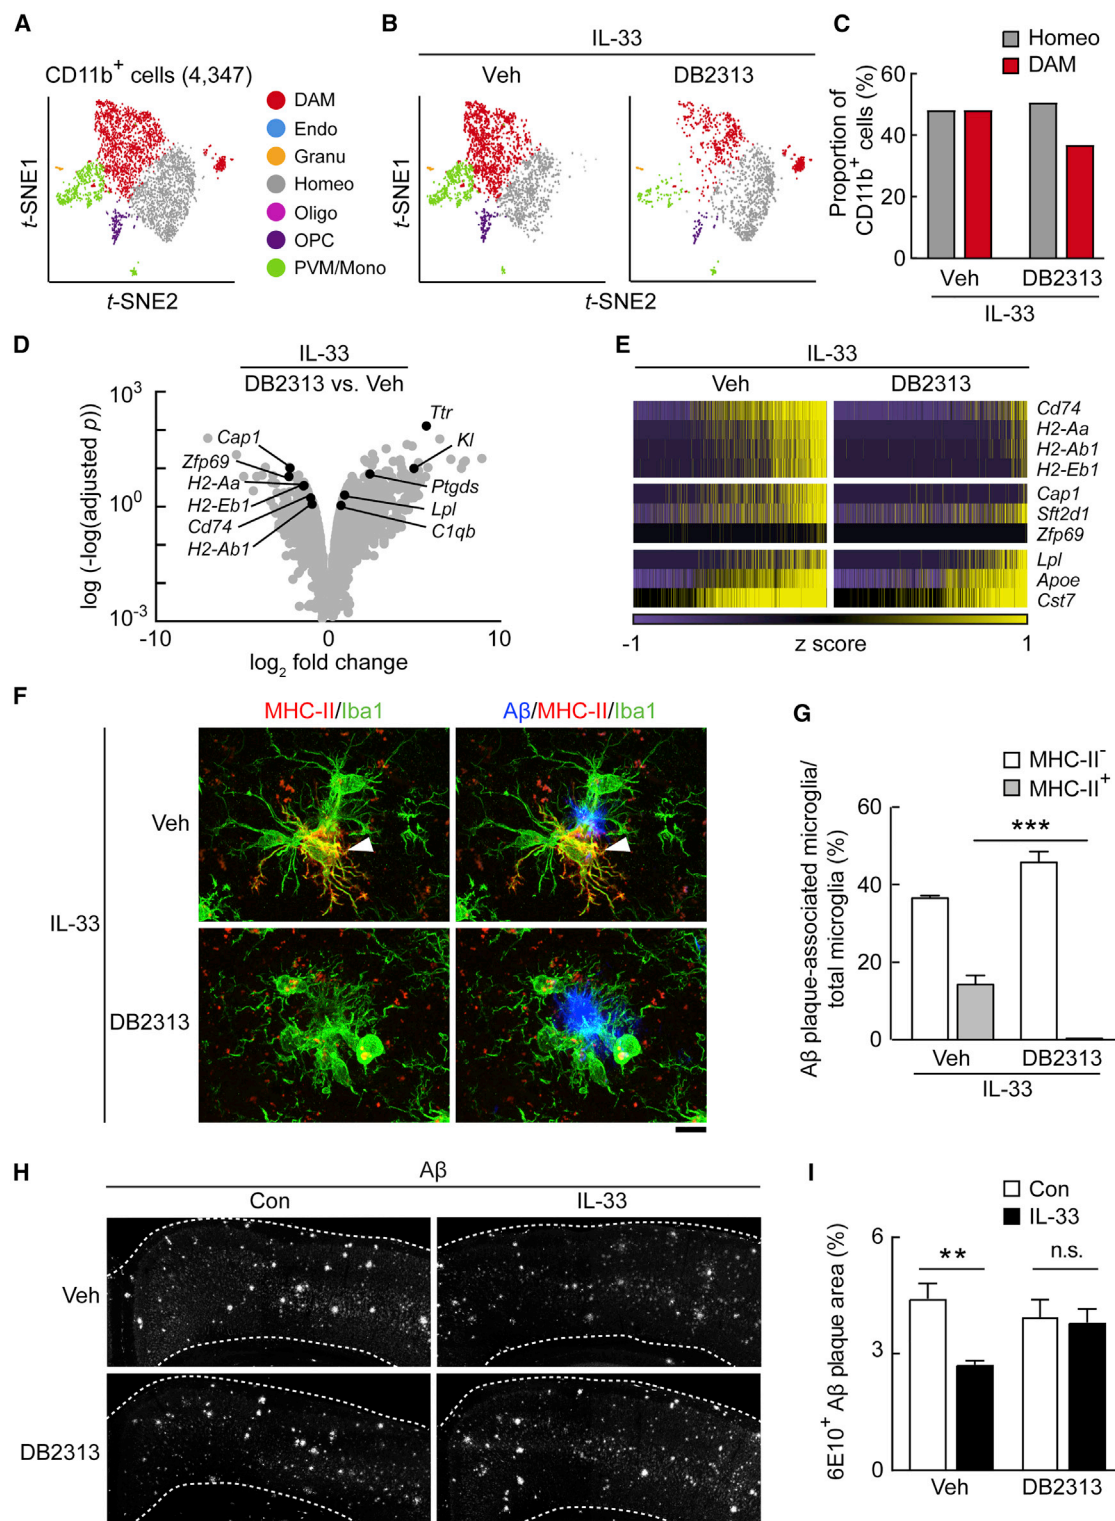 A
CD11b+ cells (4,347)
t-SNE1
t-SNE2
DAM
Endo
Granu
Homeo
Oligo
OPC
PVM/Mono
B
IL-33
Veh DB2313
t-SNE1
t-SNE2
C
Homeo
DAM
Proportion of
CD11b+ cells (%)
60
40
20
0
Veh DB2313
IL-33
D
IL-33
DB2313 vs. Veh
log (-log(adjusted p))
10³
10⁰
10⁻³
-10 0 10
log₂ fold change
Cap1
Zfp69
H2-Aa
H2-Eb1
Cd74
H2-Ab1
Ttr
Kl
Ptgds
Lpl
C1qb
E
IL-33
Veh DB2313
Cd74
H2-Aa
H2-Ab1
H2-Eb1
Cap1
Sft2d1
Zfp69
Lpl
Apoe
Cst7
-1 z score 1
F
MHC-II/Iba1 Aβ/MHC-II/Iba1
IL-33
Veh
DB2313
G
MHC-II⁻
MHC-II⁺
Aβ plaque-associated microglia/
total microglia (%)
60
40
20
0
***
Veh DB2313
IL-33
H
Aβ
Con IL-33
Veh
DB2313
I
Con
IL-33
6E10⁺ Aβ plaque area (%)
6
3
0
** n.s.
Veh DB2313